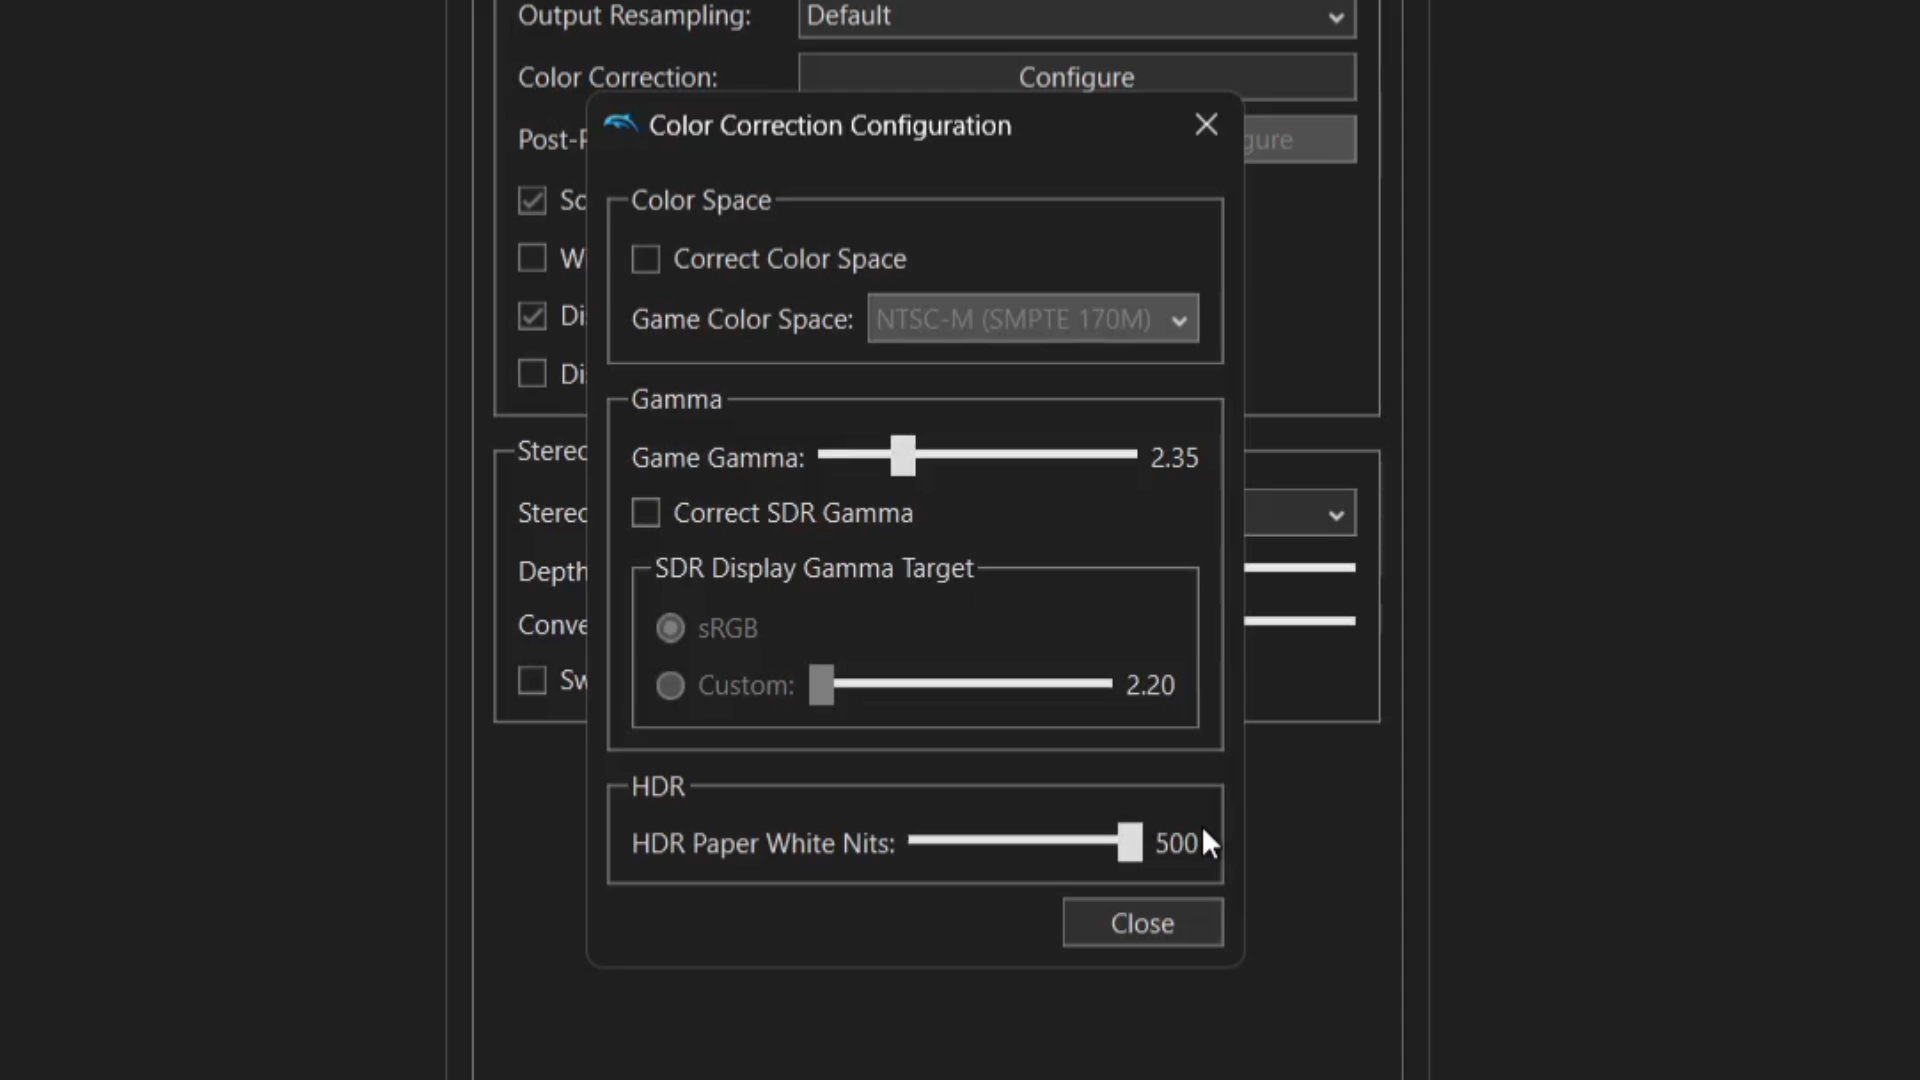 Output Resampling: Default
Color Correction: Configure
Color Correction Configuration
Color Space
Correct Color Space
Game Color Space: NTSC-M (SMPTE 170M)
Gamma
Game Gamma: 2.35
Correct SDR Gamma
SDR Display Gamma Target
sRGB
Custom: 2.20
HDR
HDR Paper White Nits: 500
Close
Depth